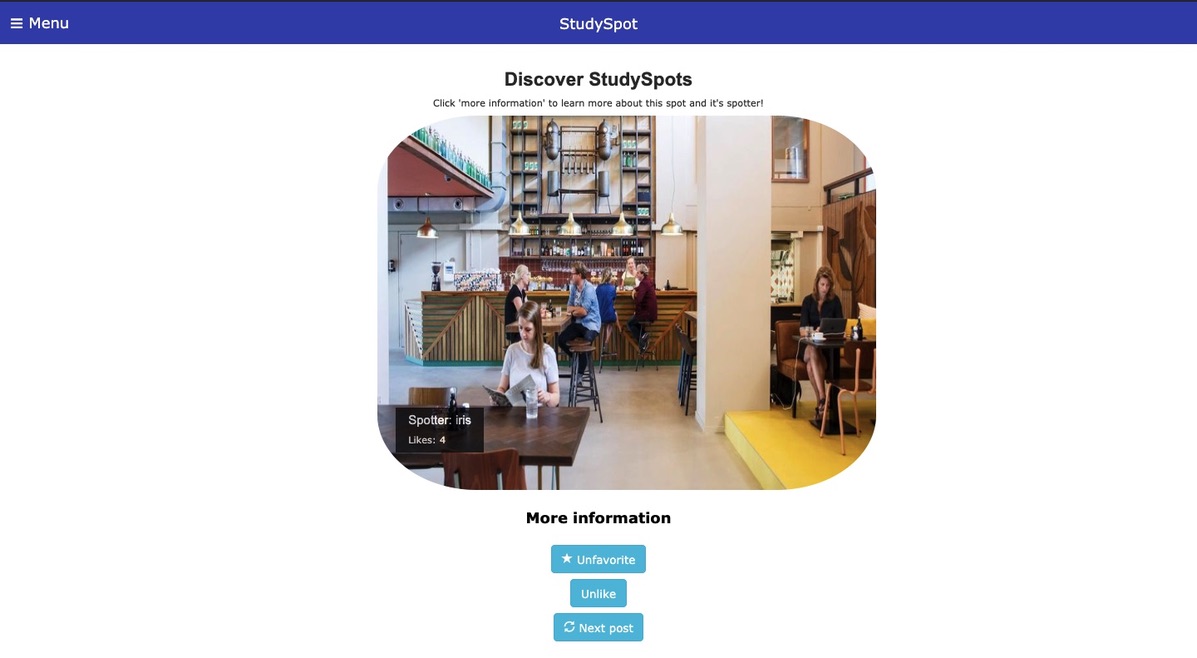 Menu
StudySpot
Discover StudySpots
Click 'more information' to learn more about this spot and it's spotter!
Spotter: iris
Likes: 4
More information
Unfavorite
Unlike
Next post